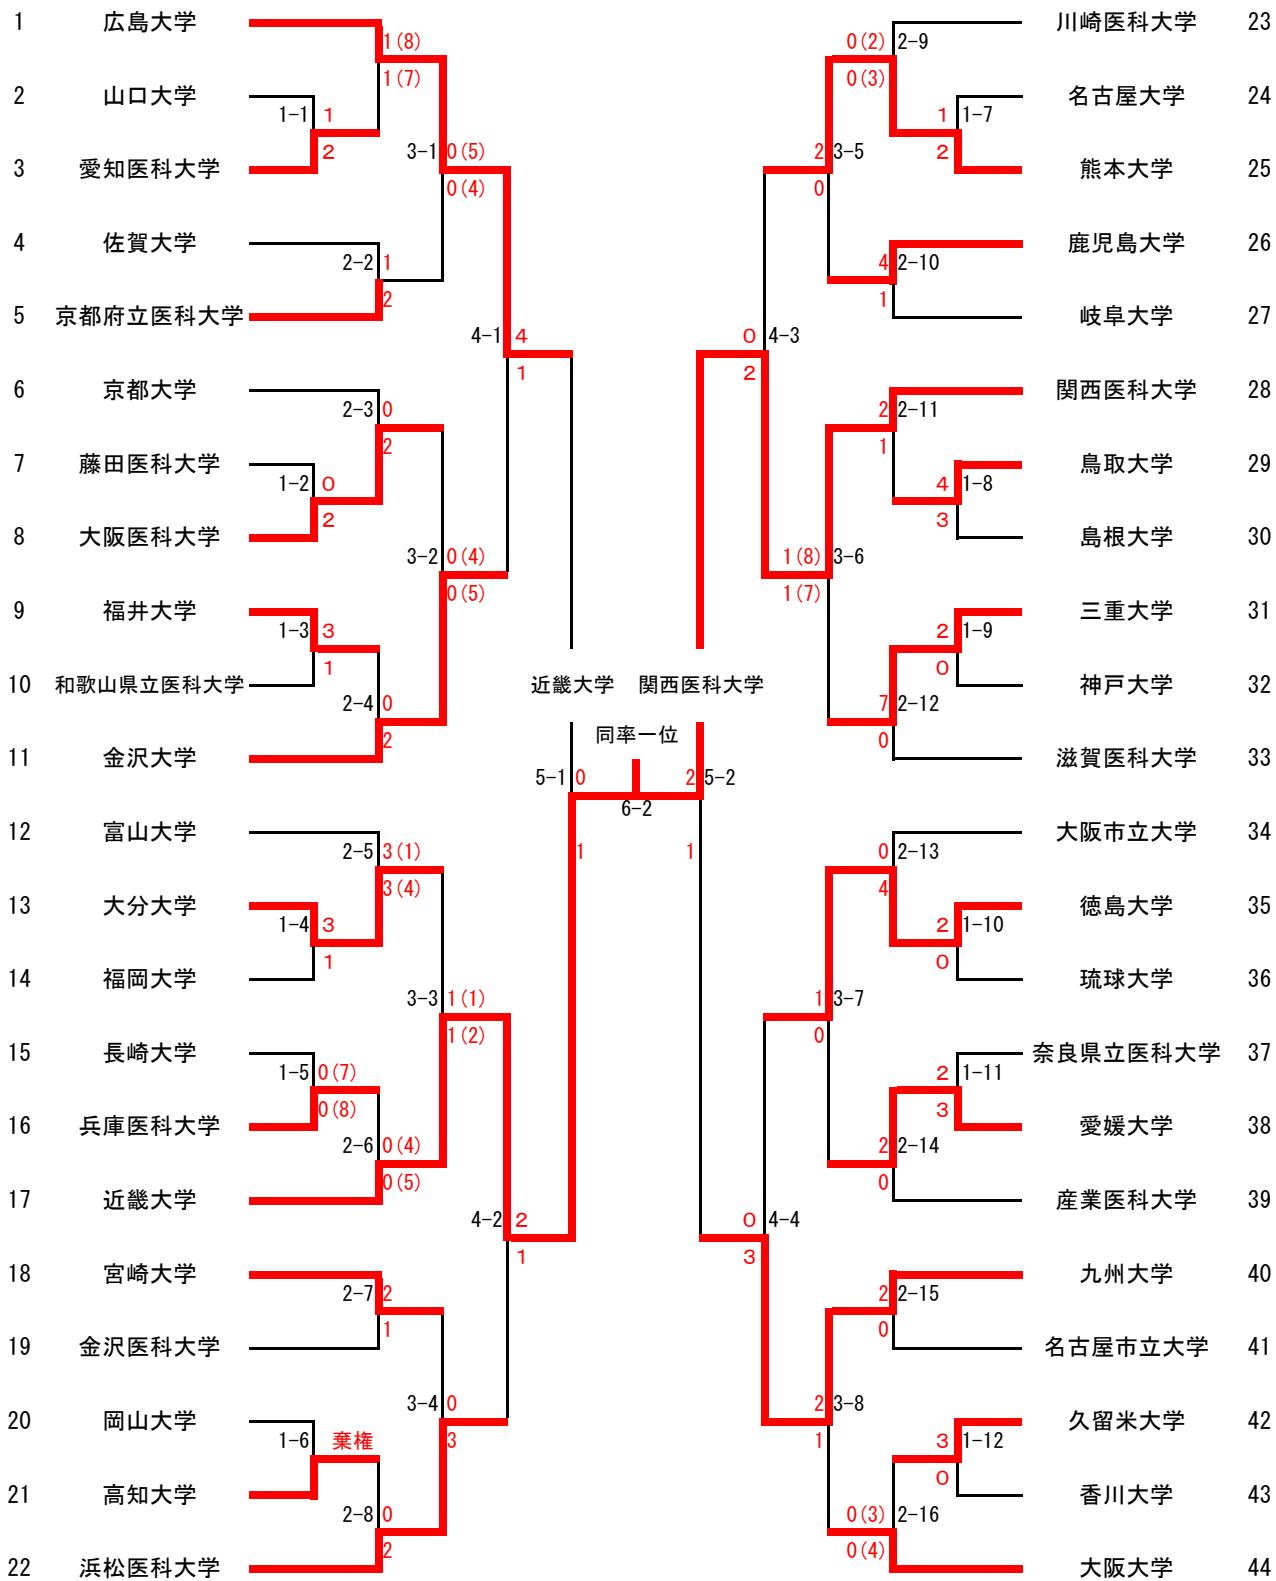 1 広島大学
1(8)
1(7)
2 山口大学
1-1 1
2
3 愛知医科大学
3-1 0(5)
0(4)
4 佐賀大学
2-2 1
2
5 京都府立医科大学
4-1 4
1
6 京都大学
2-3 0
2
7 藤田医科大学
1-2 0
2
8 大阪医科大学
3-2 0(4)
0(5)
9 福井大学
1-3 3
1
10 和歌山県立医科大学
2-4 0
2
11 金沢大学
12 富山大学
2-5 3(1)
3(4)
13 大分大学
1-4 3
1
14 福岡大学
3-3 1(1)
1(2)
15 長崎大学
1-5 0(7)
0(8)
16 兵庫医科大学
2-6 0(4)
0(5)
17 近畿大学
4-2 2
1
18 宮崎大学
2-7 2
1
19 金沢医科大学
3-4 0
3
20 岡山大学
1-6 棄権
21 高知大学
2-8 0
2
22 浜松医科大学
近畿大学 関西医科大学
同率一位
5-1 0 2 5-2
6-2
1 1
川崎医科大学 23
0(2) 2-9
0(3)
名古屋大学 24
1 1-7
2
熊本大学 25
2 3-5
0
鹿児島大学 26
4 2-10
1
岐阜大学 27
0 4-3
2
関西医科大学 28
2 2-11
1
鳥取大学 29
4 1-8
3
島根大学 30
1(8) 3-6
1(7)
三重大学 31
2 1-9
0
神戸大学 32
7 2-12
0
滋賀医科大学 33
大阪市立大学 34
0 2-13
4
徳島大学 35
2 1-10
0
琉球大学 36
1 3-7
0
奈良県立医科大学 37
2 1-11
3
愛媛大学 38
2 2-14
0
産業医科大学 39
0 4-4
3
九州大学 40
2 2-15
0
名古屋市立大学 41
2 3-8
1
久留米大学 42
3 1-12
0
香川大学 43
0(3) 2-16
0(4)
大阪大学 44